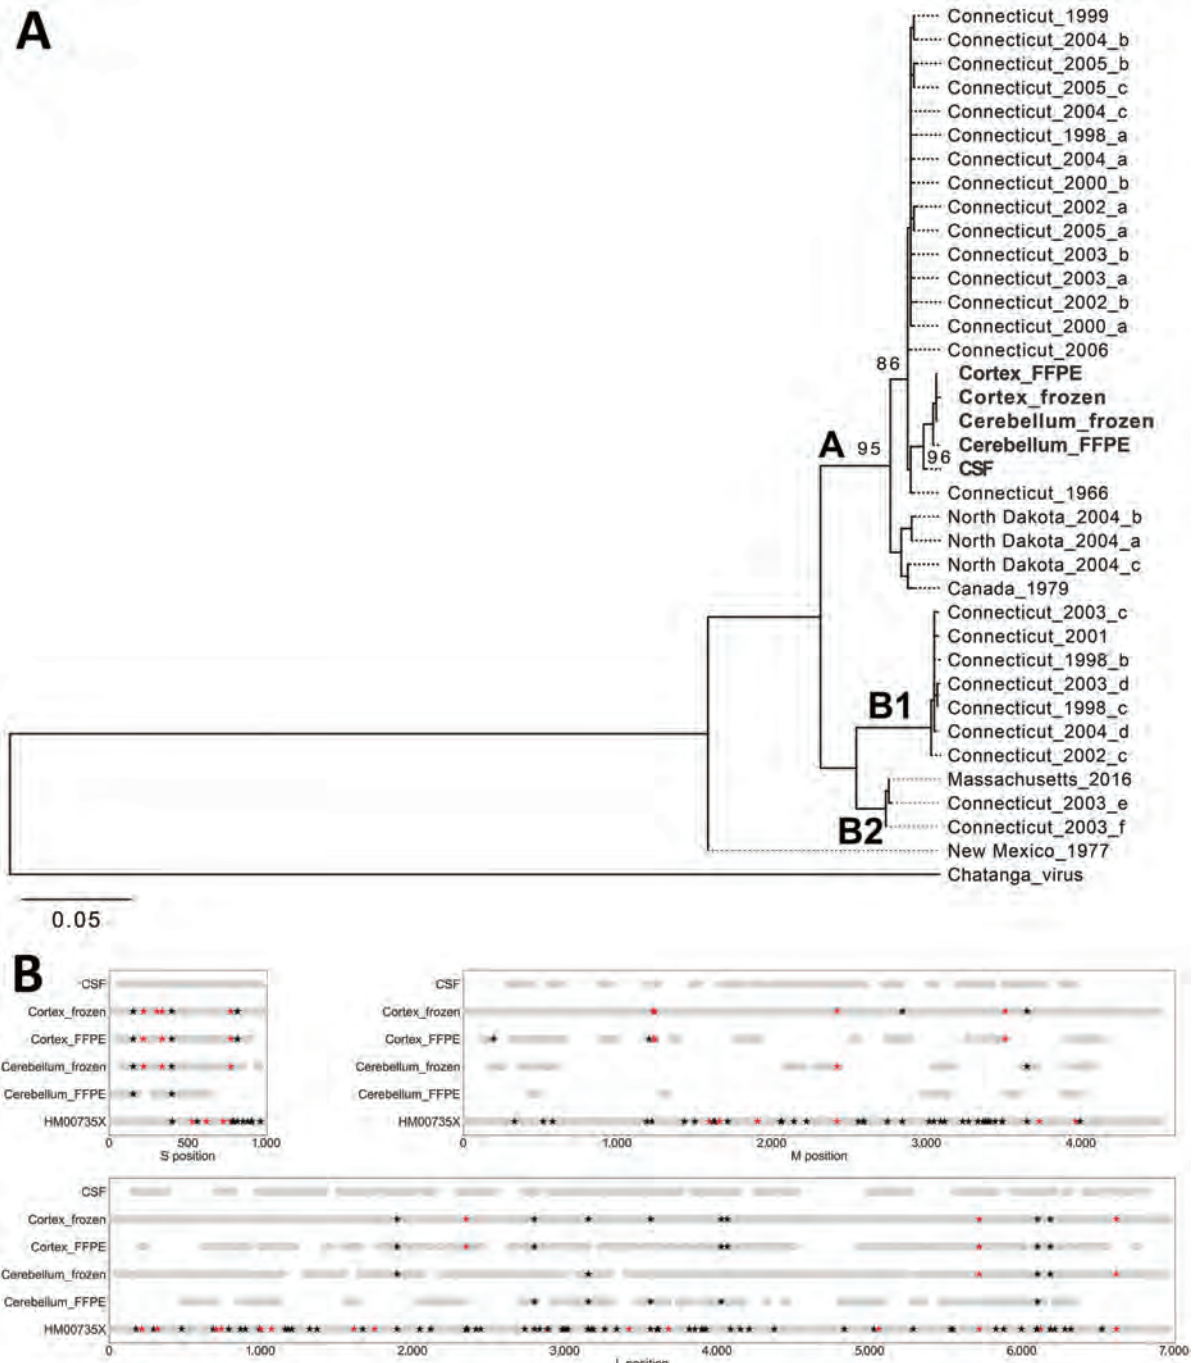 A
Connecticut_1999
Connecticut_2004_b
Connecticut_2005_b
Connecticut_2005_c
Connecticut_2004_c
Connecticut_1998_a
Connecticut_2004_a
Connecticut_2000_b
Connecticut_2002_a
Connecticut_2005_a
Connecticut_2003_b
Connecticut_2003_a
Connecticut_2002_b
Connecticut_2000_a
Connecticut_2006
86
Cortex_FFPE
Cortex_frozen
Cerebellum_frozen
A 95
Cerebellum_FFPE
96
CSF
Connecticut_1966
North Dakota_2004_b
North Dakota_2004_a
North Dakota_2004_c
Canada_1979
Connecticut_2003_c
Connecticut_2001
Connecticut_1998_b
Connecticut_2003_d
B1
Connecticut_1998_c
Connecticut_2004_d
Connecticut_2002_c
Massachusetts_2016
Connecticut_2003_e
B2
Connecticut_2003_f
New Mexico_1977
Chatanga_virus
0.05
B
CSF
Cortex_frozen
Cortex_FFPE
Cerebellum_frozen
Cerebellum_FFPE
HM00735X
0 500 1,000
S position
CSF
Cortex_frozen
Cortex_FFPE
Cerebellum_frozen
Cerebellum_FFPE
HM00735X
0 1,000 2,000 3,000 4,000
M position
CSF
Cortex_frozen
Cortex_FFPE
Cerebellum_frozen
Cerebellum_FFPE
HM00735X
0 1,000 2,000 3,000 4,000 5,000 6,000 7,000
L position